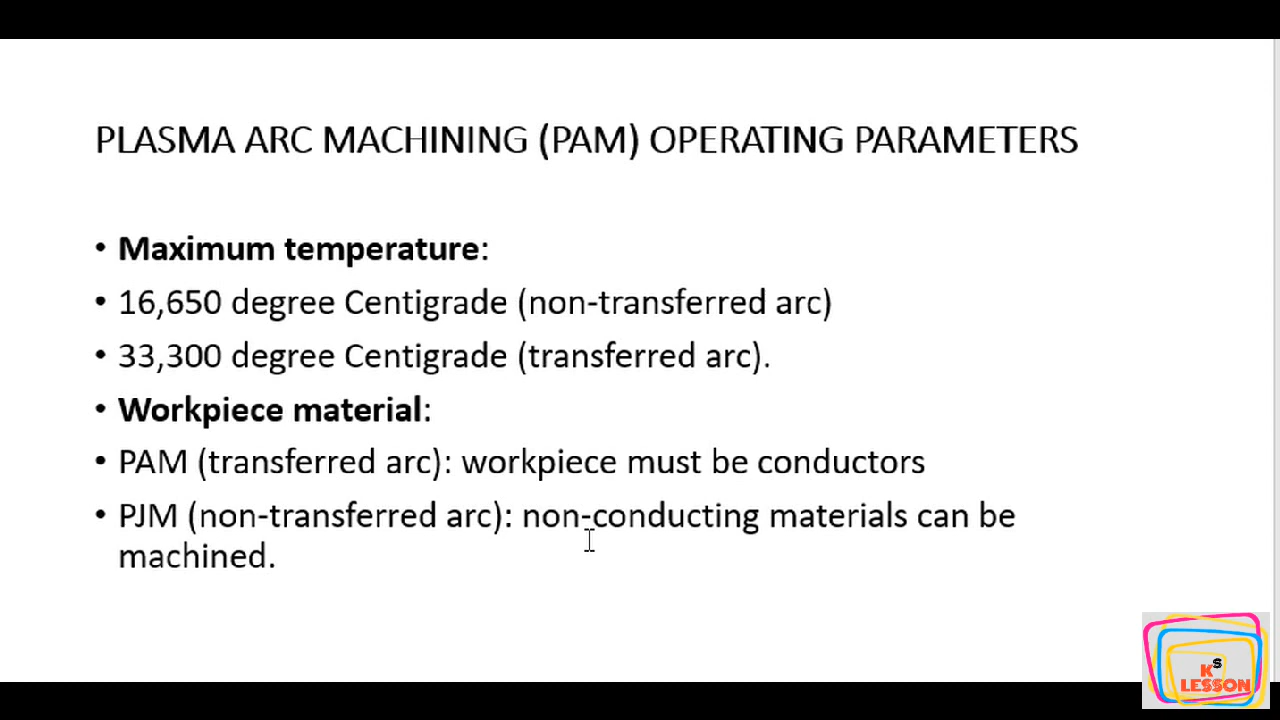 PLASMA ARC MACHINING (PAM) OPERATING PARAMETERS
• Maximum temperature:
• 16,650 degree Centigrade (non-transferred arc)
• 33,300 degree Centigrade (transferred arc).
• Workpiece material:
• PAM (transferred arc): workpiece must be conductors
• PJM (non-transferred arc): non-conducting materials can be
machined.
KS
LESSON